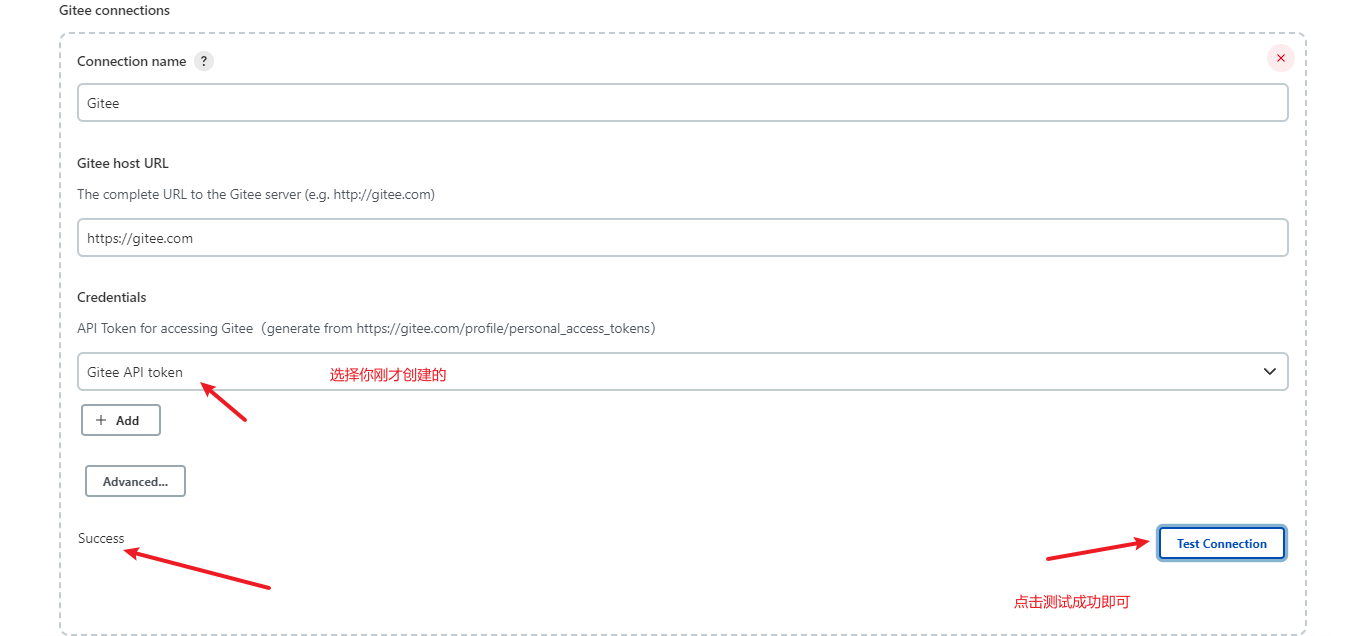 Gitee connections
Connection name ?
Gitee
Gitee host URL
The complete URL to the Gitee server (e.g. http://gitee.com)
https://gitee.com
Credentials
API Token for accessing Gitee（generate from https://gitee.com/profile/personal_access_tokens）
Gitee API token
选择你刚才创建的
+ Add
Advanced...
Success
Test Connection
点击测试成功即可